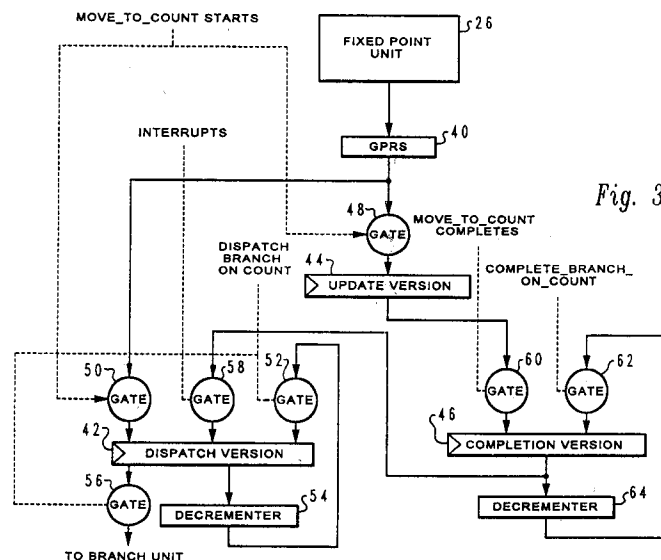 MOVE_TO_COUNT STARTS
FIXED POINT
UNIT
26
INTERRUPTS
GPRS
40
Fig. 3
48
GATE
MOVE_TO_COUNT
COMPLETES
DISPATCH
BRANCH
ON COUNT
44
UPDATE VERSION
COMPLETE_BRANCH_
ON_COUNT
50
GATE
58
GATE
52
GATE
60
GATE
62
GATE
42
DISPATCH VERSION
46
COMPLETION VERSION
56
GATE
DECREMENTER
54
DECREMENTER
64
TO BRANCH UNIT